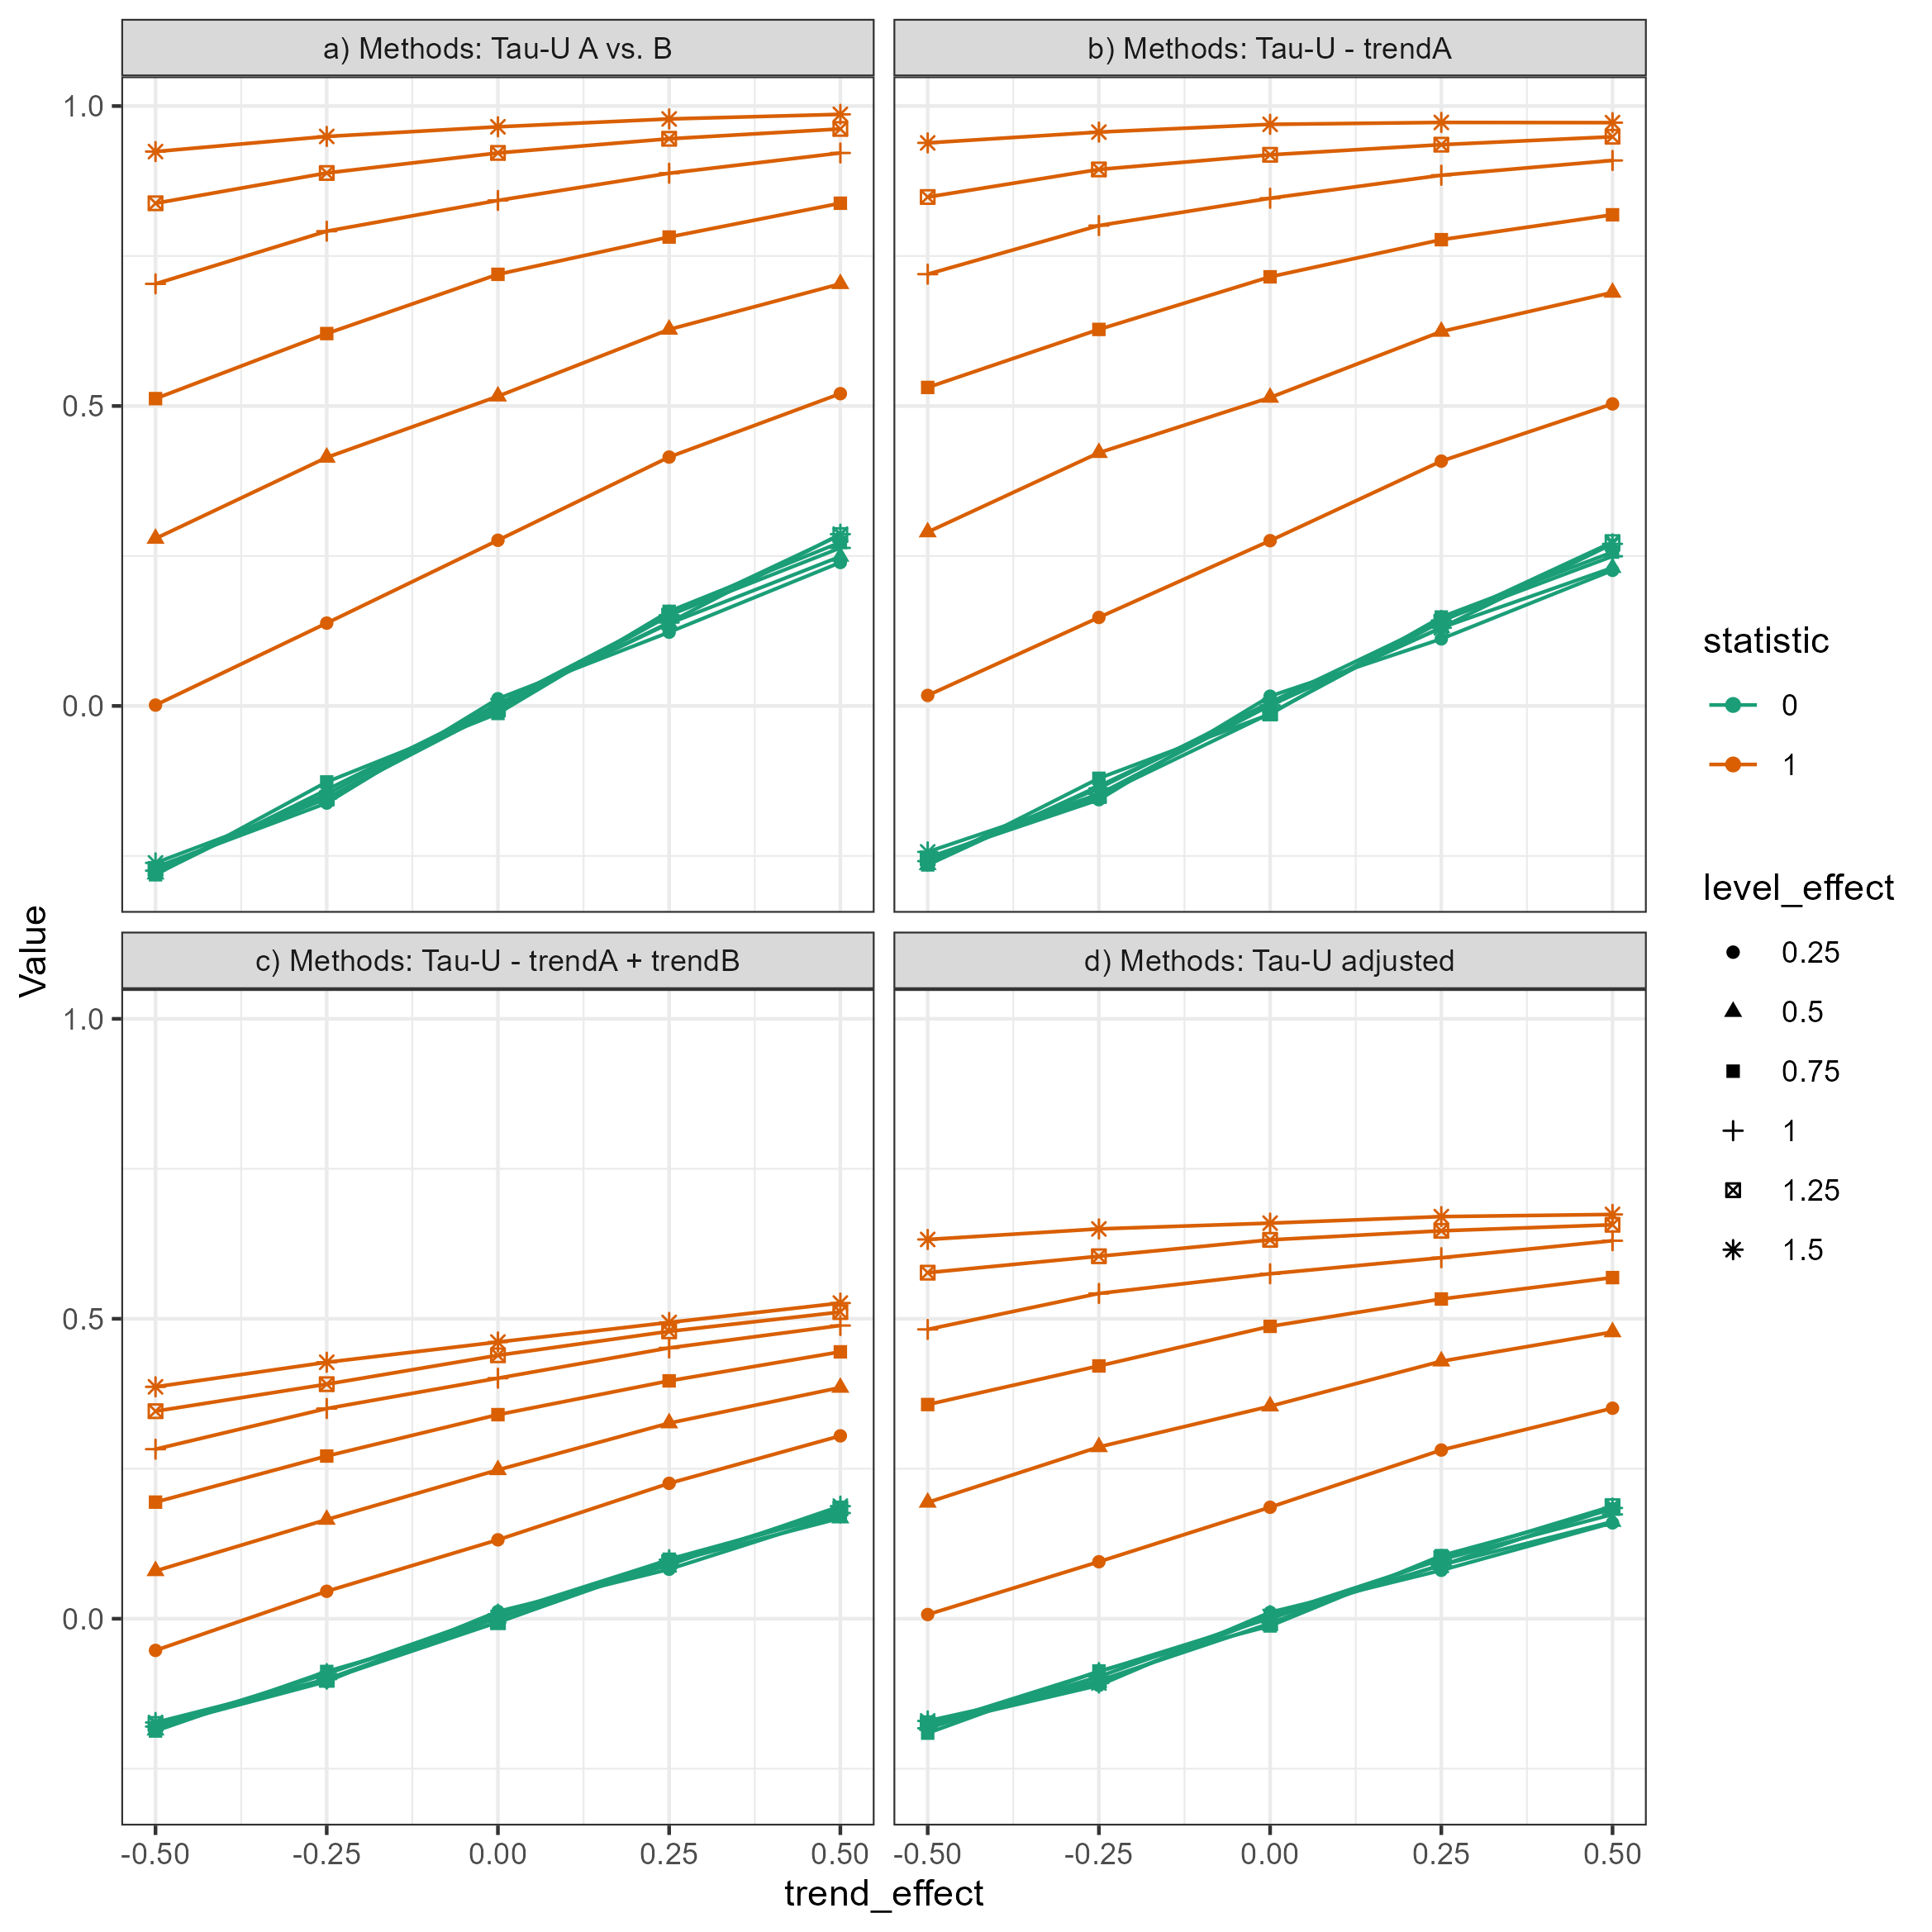 a) Methods: Tau-U A vs. B
b) Methods: Tau-U - trendA
1.0
0.5
0.0
c) Methods: Tau-U - trendA + trendB
d) Methods: Tau-U adjusted
1.0
0.5
0.0
-0.50 -0.25 0.00 0.25 0.50
-0.50 -0.25 0.00 0.25 0.50
trend_effect
Value
statistic
0
1
level_effect
0.25
0.5
0.75
1
1.25
1.5